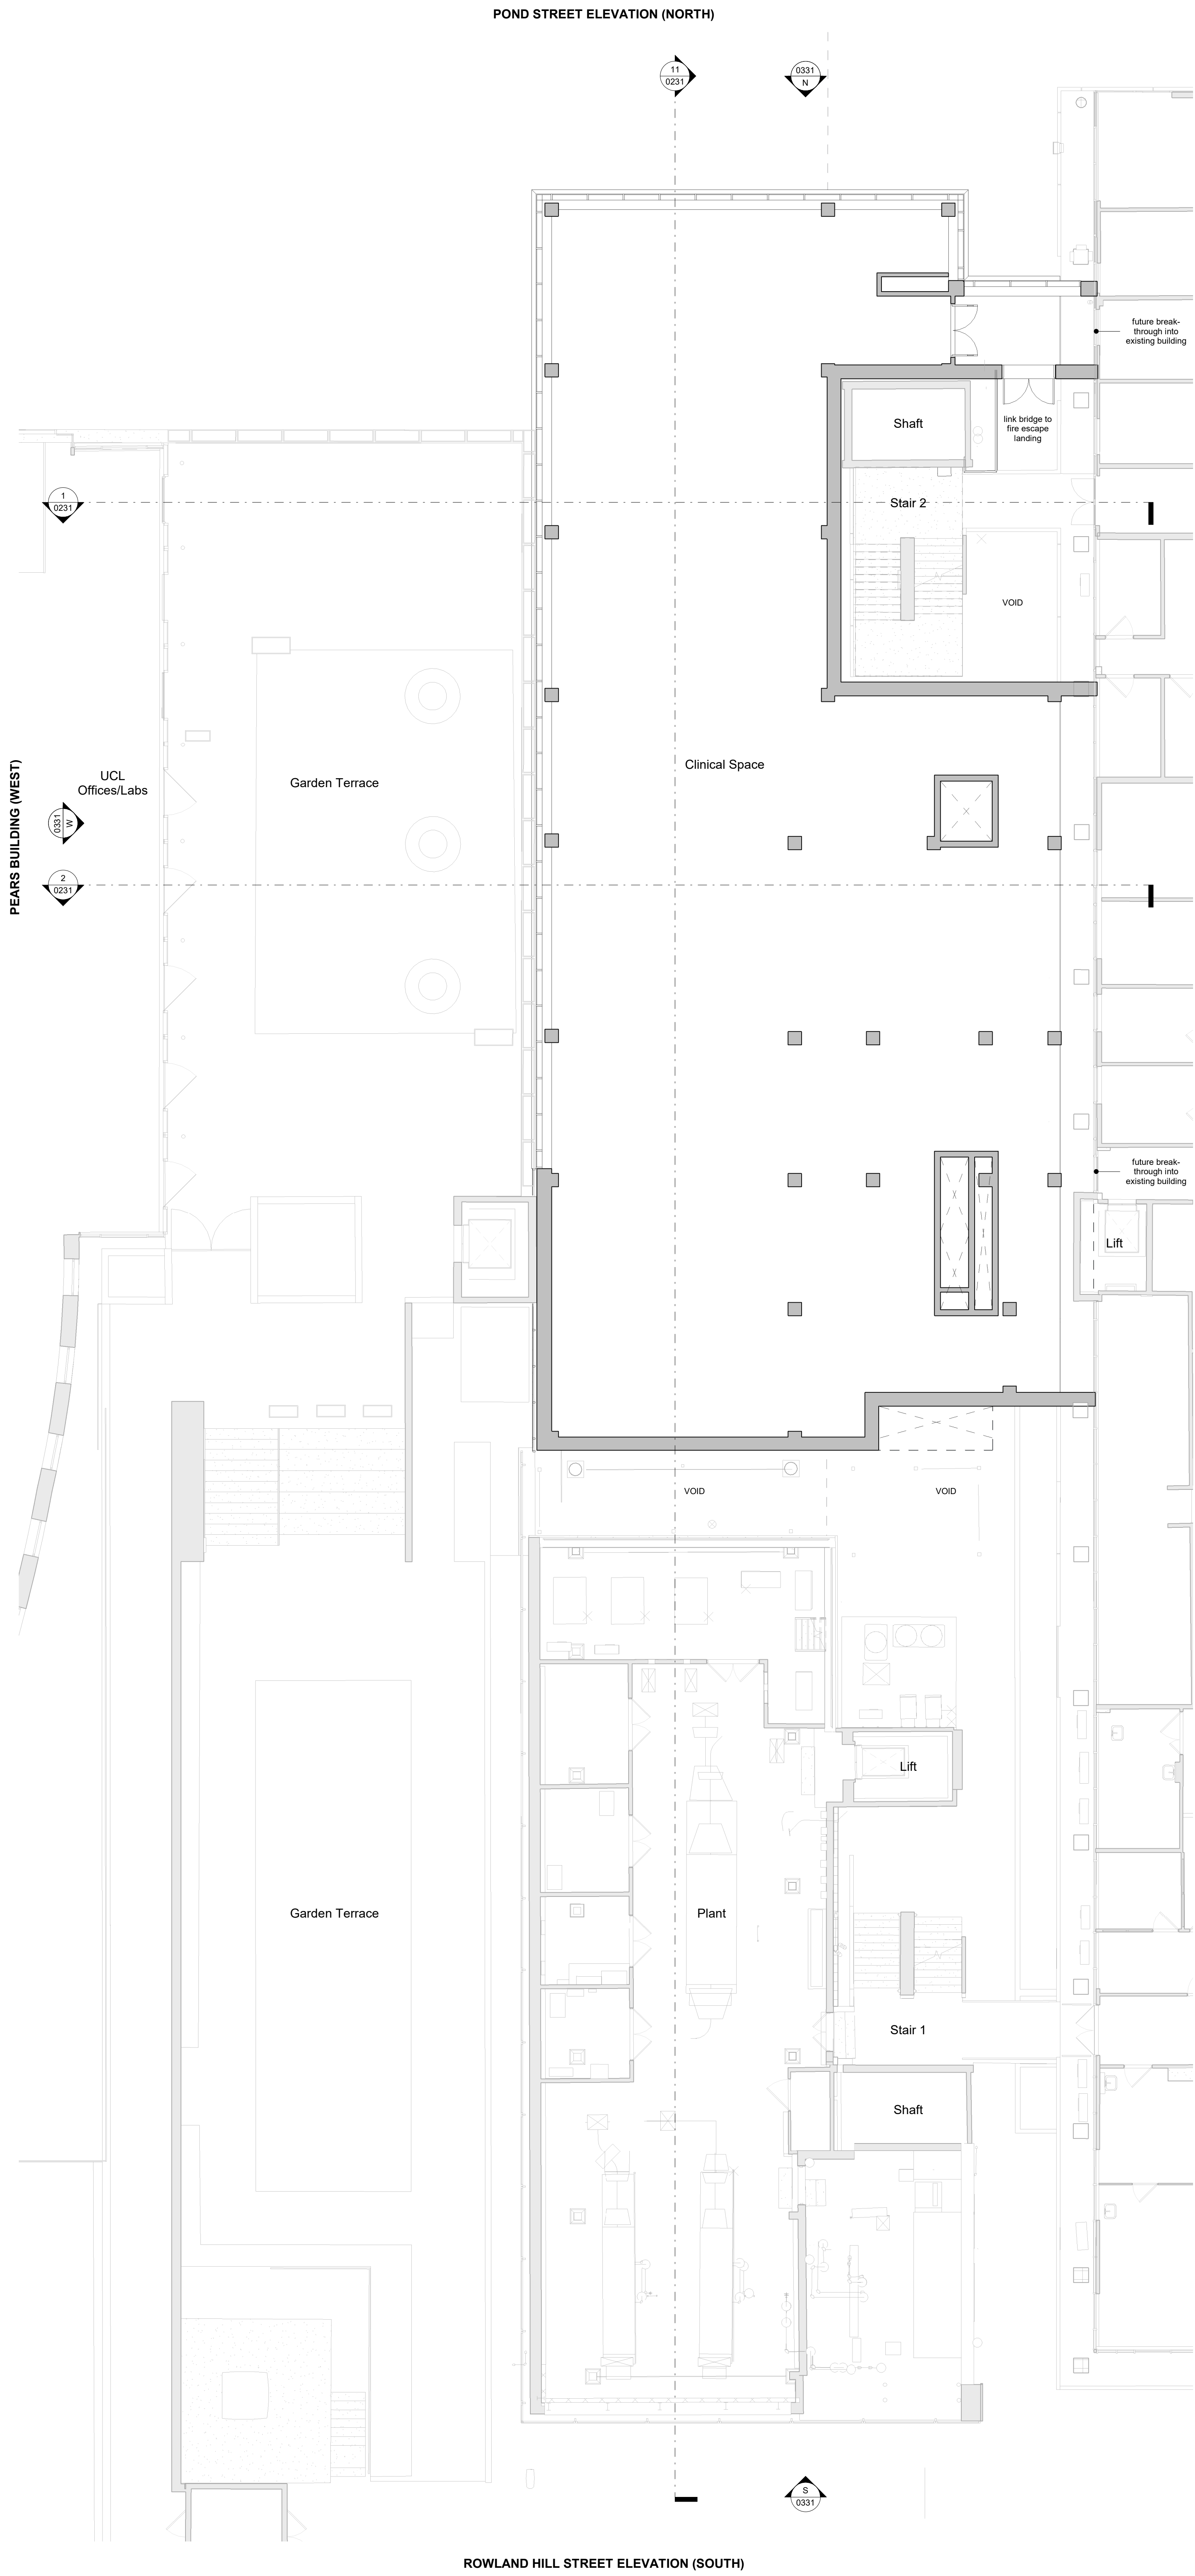 POND STREET ELEVATION (NORTH)
11
0231
0331
N
future break-
through into
existing building
Shaft
link bridge to
fire escape
landing
1
0231
Stair 2
VOID
Clinical Space
UCL
Offices/Labs
Garden Terrace
PEARS BUILDING (WEST)
0331
W
2
0231
future break-
through into
existing building
Lift
VOID
VOID
Lift
Garden Terrace
Plant
Stair 1
Shaft
S
0331
ROWLAND HILL STREET ELEVATION (SOUTH)